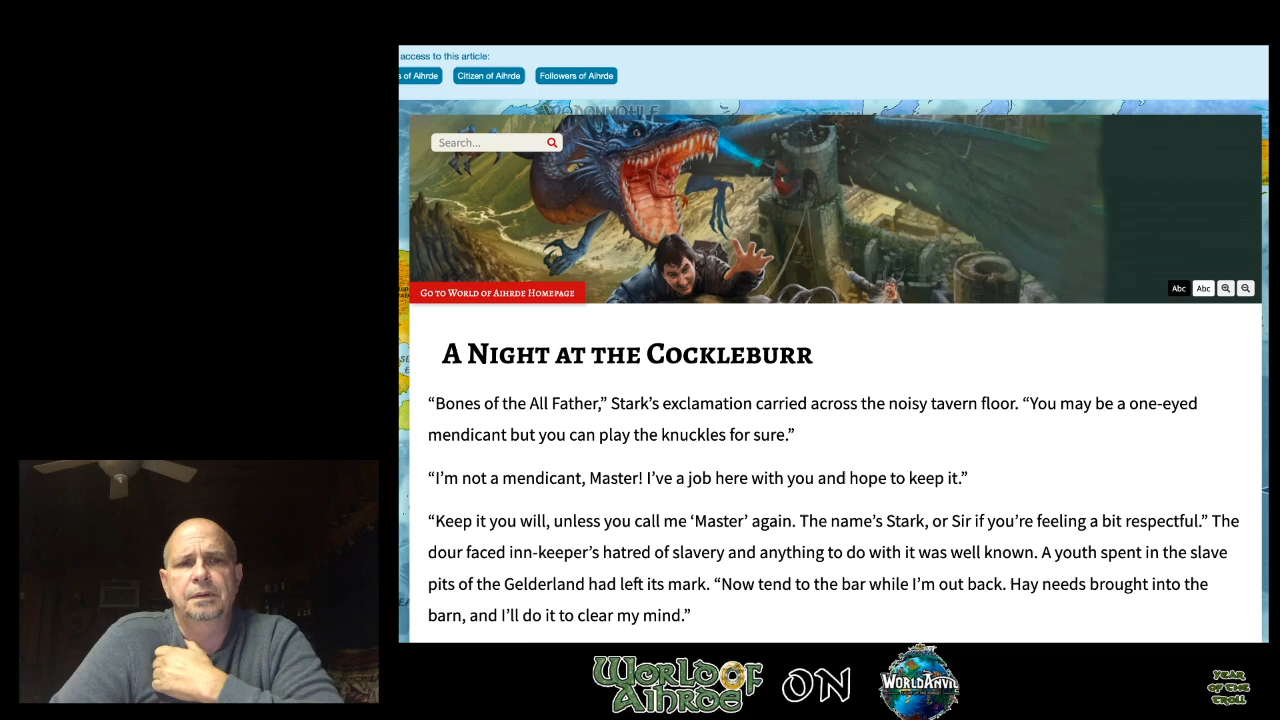 access to this article:
s of Aihrde
Citizen of Aihrde
Followers of Aihrde
Search...
Go to World of Aihrde Homepage
Abc
Abc
A Night at the Cockleburr
“Bones of the All Father,” Stark’s exclamation carried across the noisy tavern floor. “You may be a one-eyed
mendicant but you can play the knuckles for sure.”
“I’m not a mendicant, Master! I’ve a job here with you and hope to keep it.”
“Keep it you will, unless you call me ‘Master’ again. The name’s Stark, or Sir if you’re feeling a bit respectful.” The
dour faced inn-keeper’s hatred of slavery and anything to do with it was well known. A youth spent in the slave
pits of the Gelderland had left its mark. “Now tend to the bar while I’m out back. Hay needs brought into the
barn, and I’ll do it to clear my mind.”
World of
Aihrde
ON
WorldAnvil
Year
of the
Troll